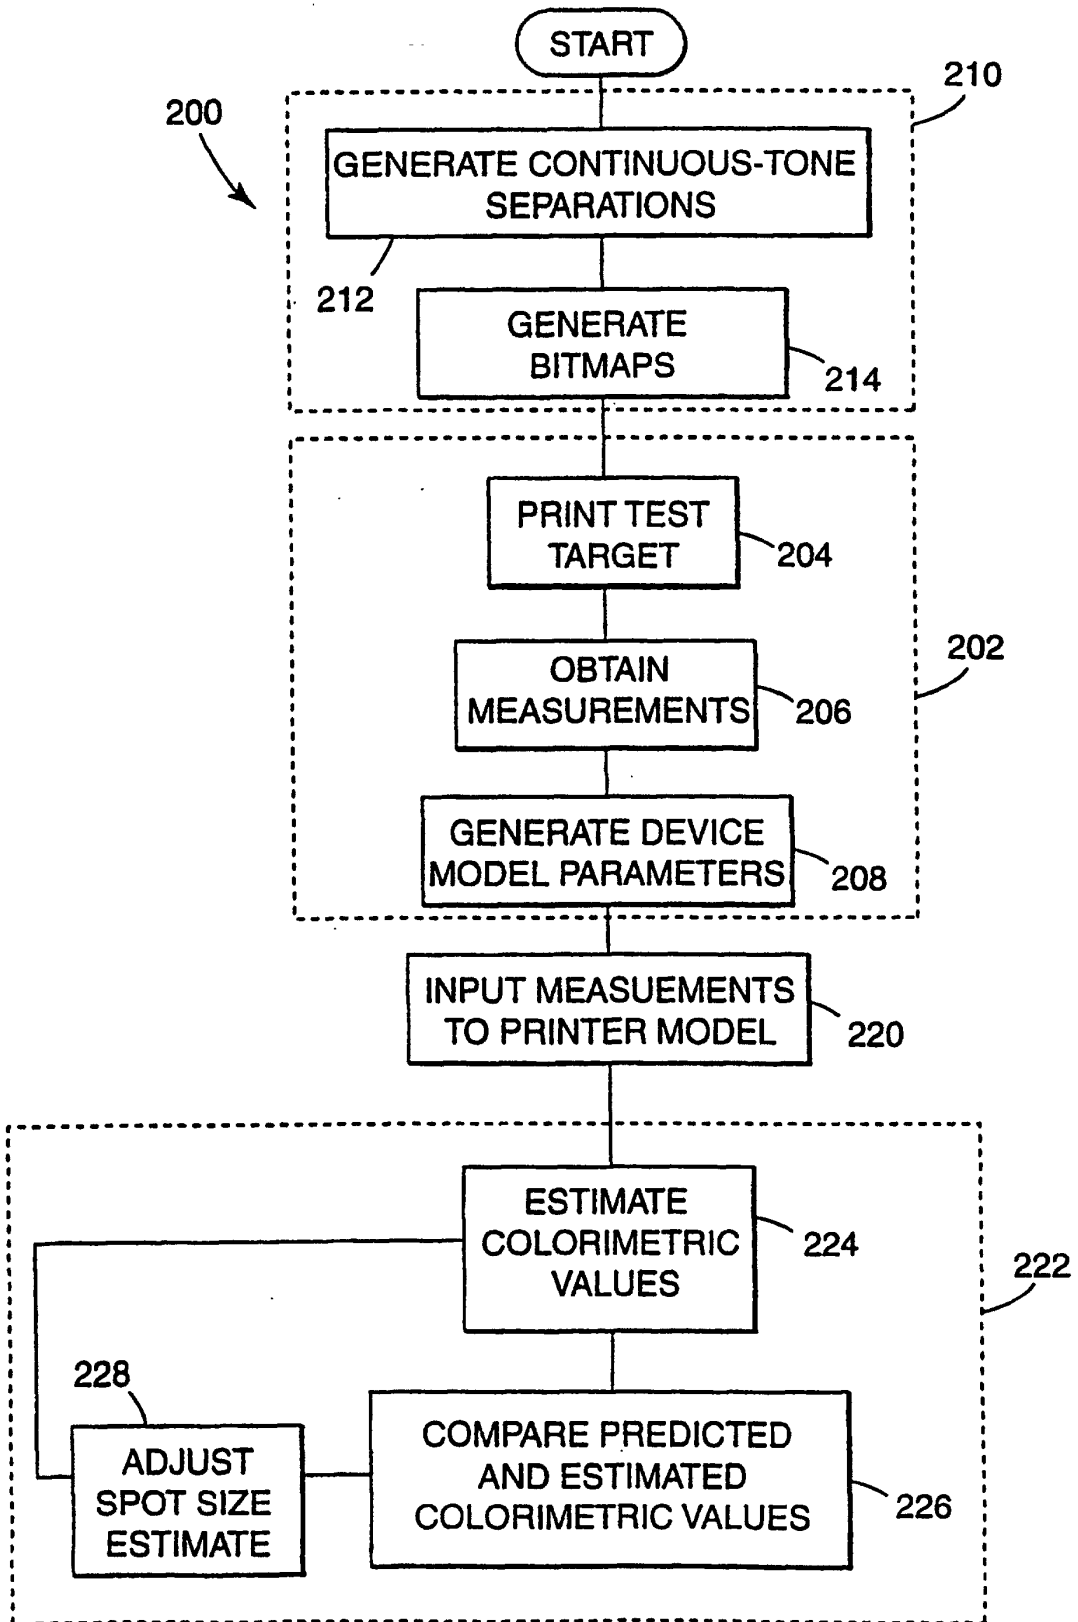 START
210
200
GENERATE CONTINUOUS-TONE
SEPARATIONS
212
GENERATE
BITMAPS
214
PRINT TEST
TARGET
204
202
OBTAIN
MEASUREMENTS
206
GENERATE DEVICE
MODEL PARAMETERS
208
INPUT MEASUEMENTS
TO PRINTER MODEL
220
ESTIMATE
COLORIMETRIC
VALUES
224
222
228
ADJUST
SPOT SIZE
ESTIMATE
COMPARE PREDICTED
AND ESTIMATED
COLORIMETRIC VALUES
226